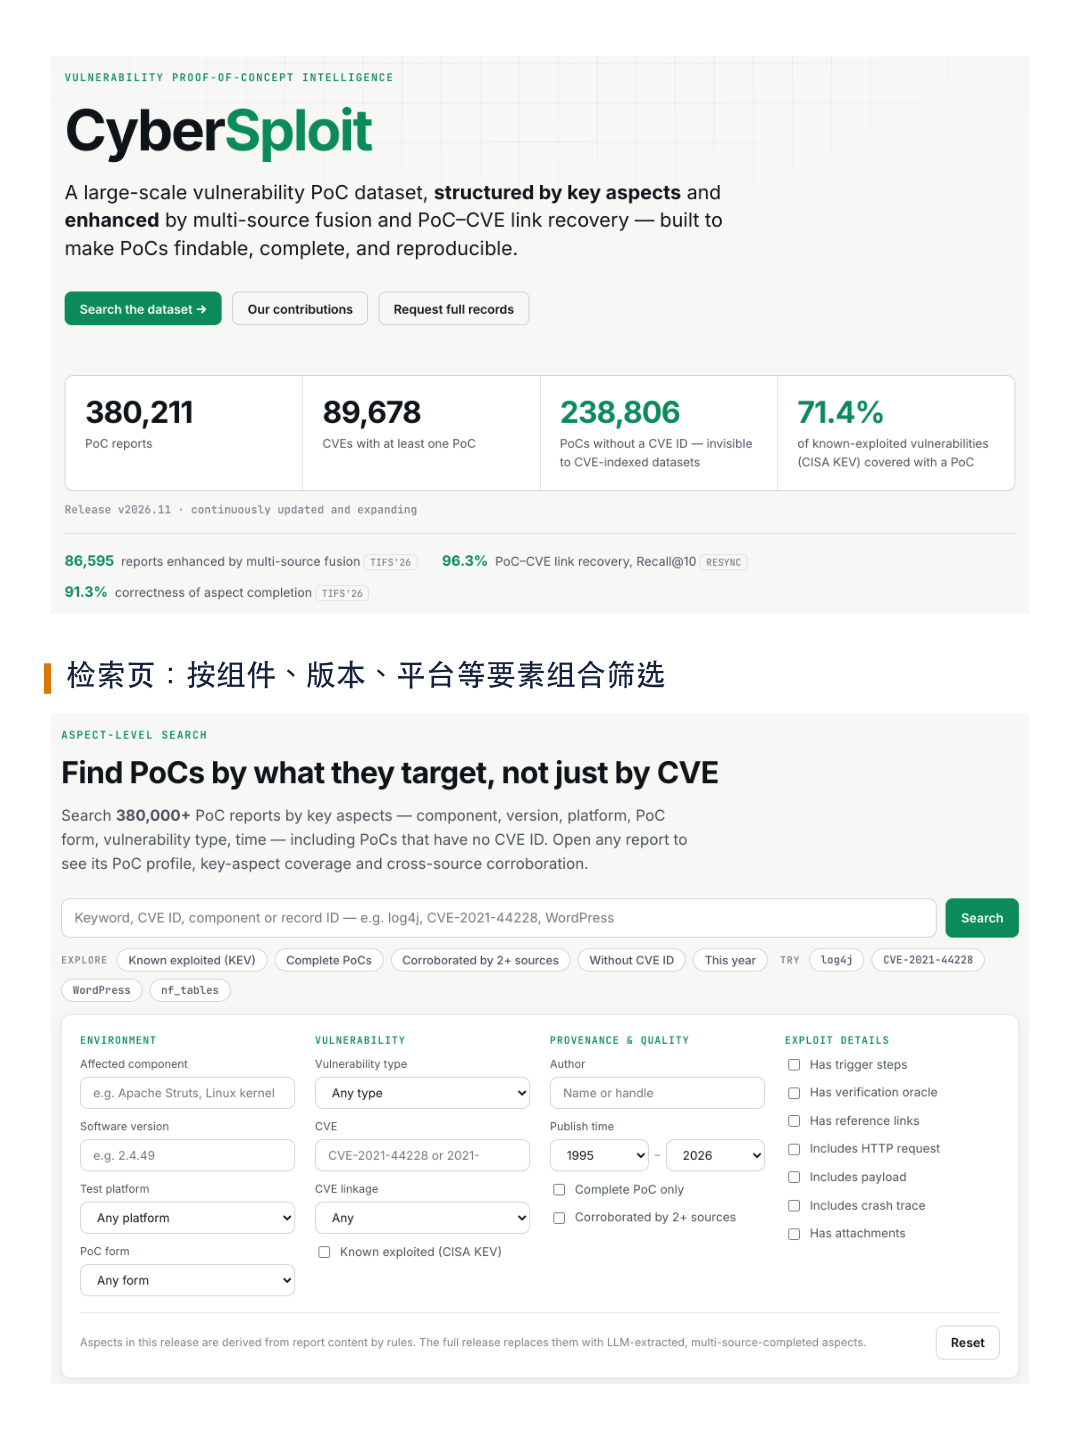 VULNERABILITY PROOF-OF-CONCEPT INTELLIGENCE
CyberSploit
A large-scale vulnerability PoC dataset, structured by key aspects and
enhanced by multi-source fusion and PoC–CVE link recovery — built to
make PoCs findable, complete, and reproducible.
Search the dataset → Our contributions Request full records
380,211 89,678 238,806 71.4%
PoC reports CVEs with at least one PoC PoCs without a CVE ID — invisible of known-exploited vulnerabilities
to CVE-indexed datasets (CISA KEV) covered with a PoC
Release v2026.11 · continuously updated and expanding
86,595 reports enhanced by multi-source fusion TIFS'26 96.3% PoC–CVE link recovery, Recall@10 RESYNC
91.3% correctness of aspect completion TIFS'26
检索页：按组件、版本、平台等要素组合筛选
ASPECT-LEVEL SEARCH
Find PoCs by what they target, not just by CVE
Search 380,000+ PoC reports by key aspects — component, version, platform, PoC
form, vulnerability type, time — including PoCs that have no CVE ID. Open any report to
see its PoC profile, key-aspect coverage and cross-source corroboration.
Keyword, CVE ID, component or record ID — e.g. log4j, CVE-2021-44228, WordPress Search
EXPLORE Known exploited (KEV) Complete PoCs Corroborated by 2+ sources Without CVE ID This year TRY log4j CVE-2021-44228
WordPress nf_tables
ENVIRONMENT VULNERABILITY PROVENANCE & QUALITY EXPLOIT DETAILS
Affected component Vulnerability type Author Has trigger steps
e.g. Apache Struts, Linux kernel Any type Name or handle Has verification oracle
Software version CVE Publish time Has reference links
e.g. 2.4.49 CVE-2021-44228 or 2021- 1995 – 2026 Includes HTTP request
Test platform CVE linkage Complete PoC only Includes payload
Any platform Any Corroborated by 2+ sources Includes crash trace
PoC form Known exploited (CISA KEV) Has attachments
Any form
Aspects in this release are derived from report content by rules. The full release replaces them with LLM-extracted, multi-source-completed aspects. Reset